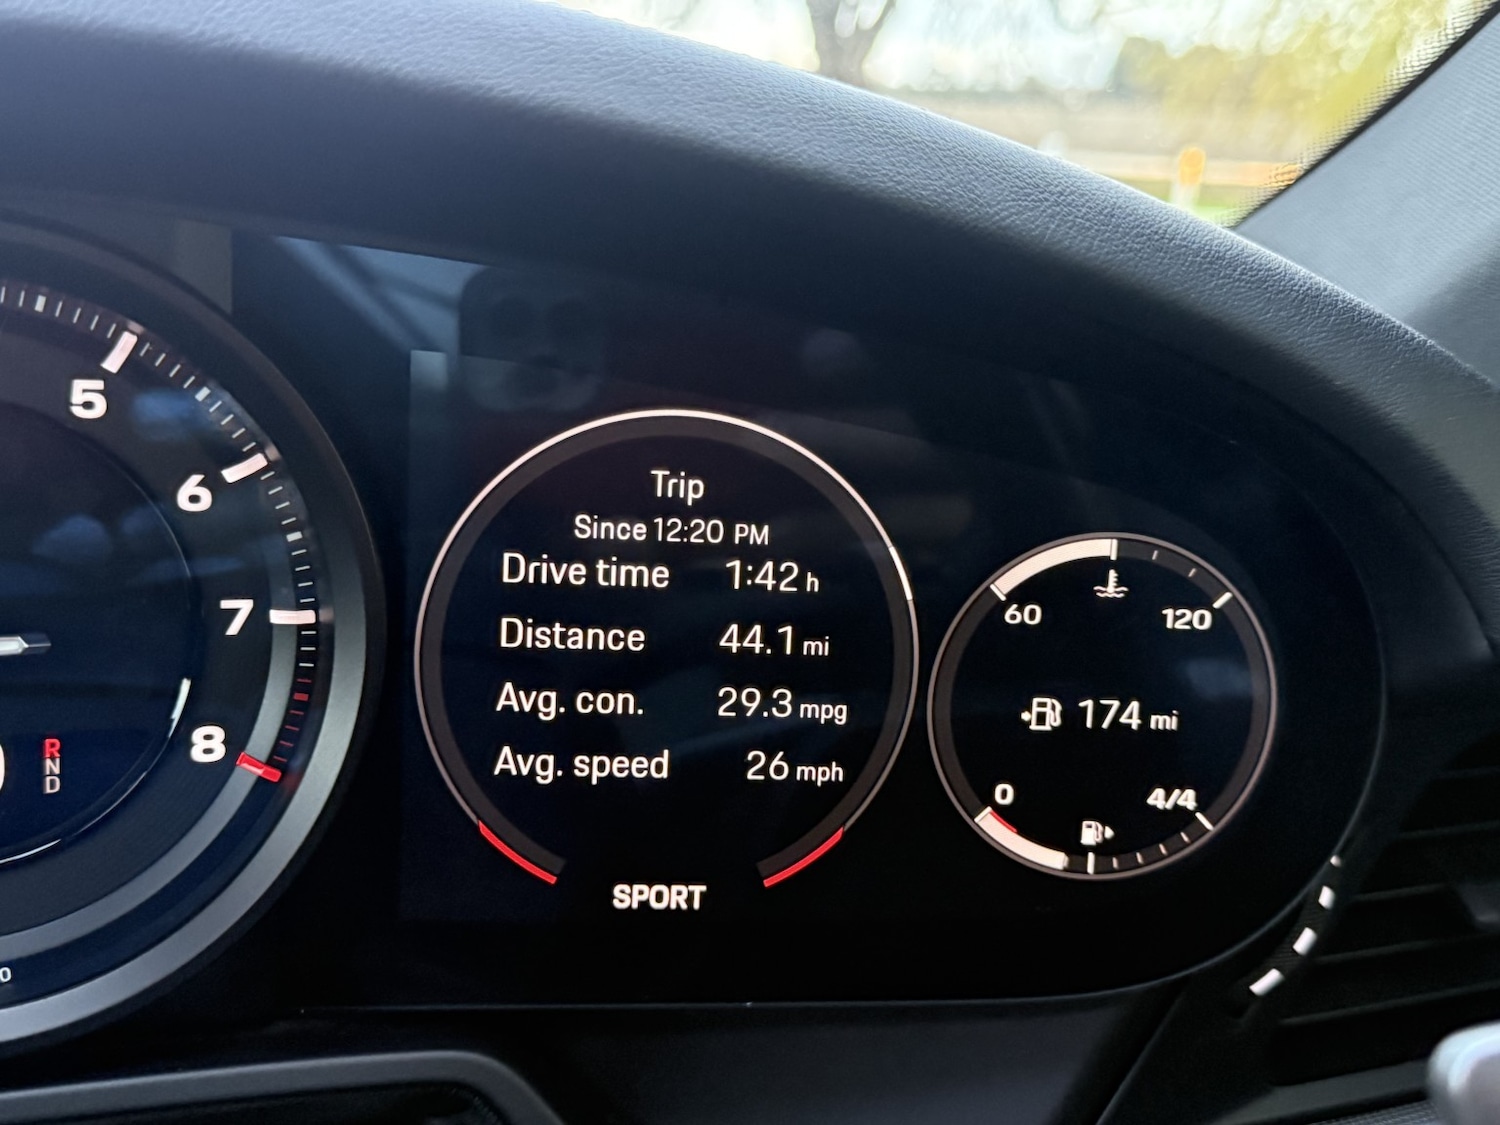 5
6
7
8
R
N
D
Trip
Since 12:20 PM
Drive time 1:42 h
Distance 44.1 mi
Avg. con. 29.3 mpg
Avg. speed 26 mph
SPORT
60 120
174 mi
0 4/4